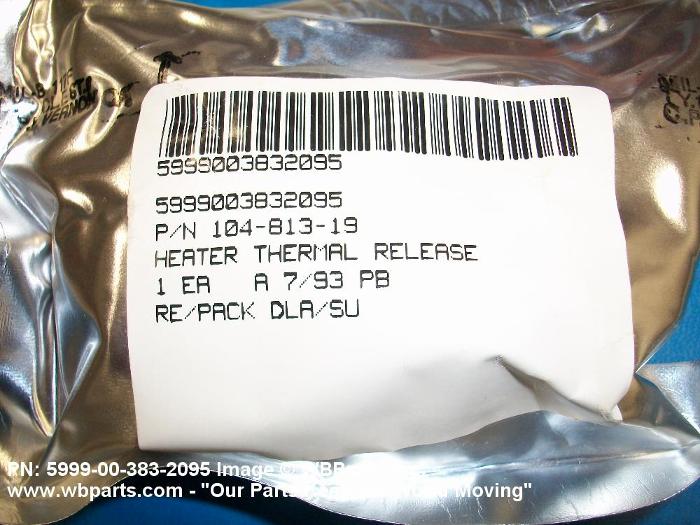 5999003832095
5999003832095
P/N 104-813-19
HEATER THERMAL RELEASE
1 EA A 7/93 PB
RE/PACK DLA/SU
PN: 5999-00-383-2095 Image ©
www.wbparts.com - "Our Parts Moving"